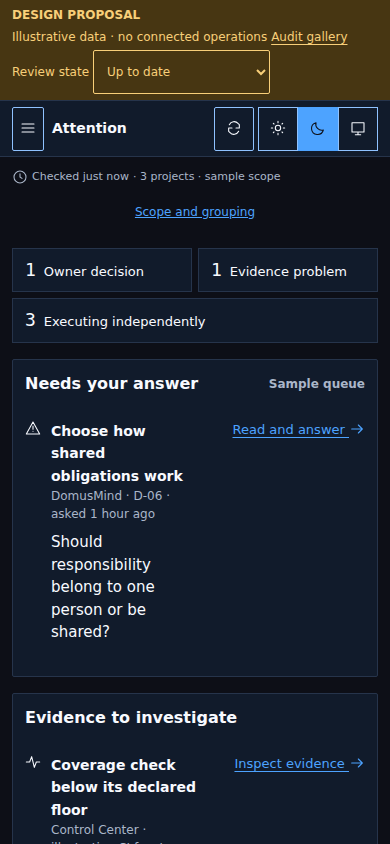 DESIGN PROPOSAL
Illustrative data · no connected operations Audit gallery
Review state Up to date
Attention
Checked just now · 3 projects · sample scope
Scope and grouping
1 Owner decision
1 Evidence problem
3 Executing independently
Needs your answer
Sample queue
Choose how
shared
obligations work
Read and answer →
DomusMind · D-06 ·
asked 1 hour ago
Should
responsibility
belong to one
person or be
shared?
Evidence to investigate
Coverage check
below its declared
floor
Inspect evidence →
Control Center ·